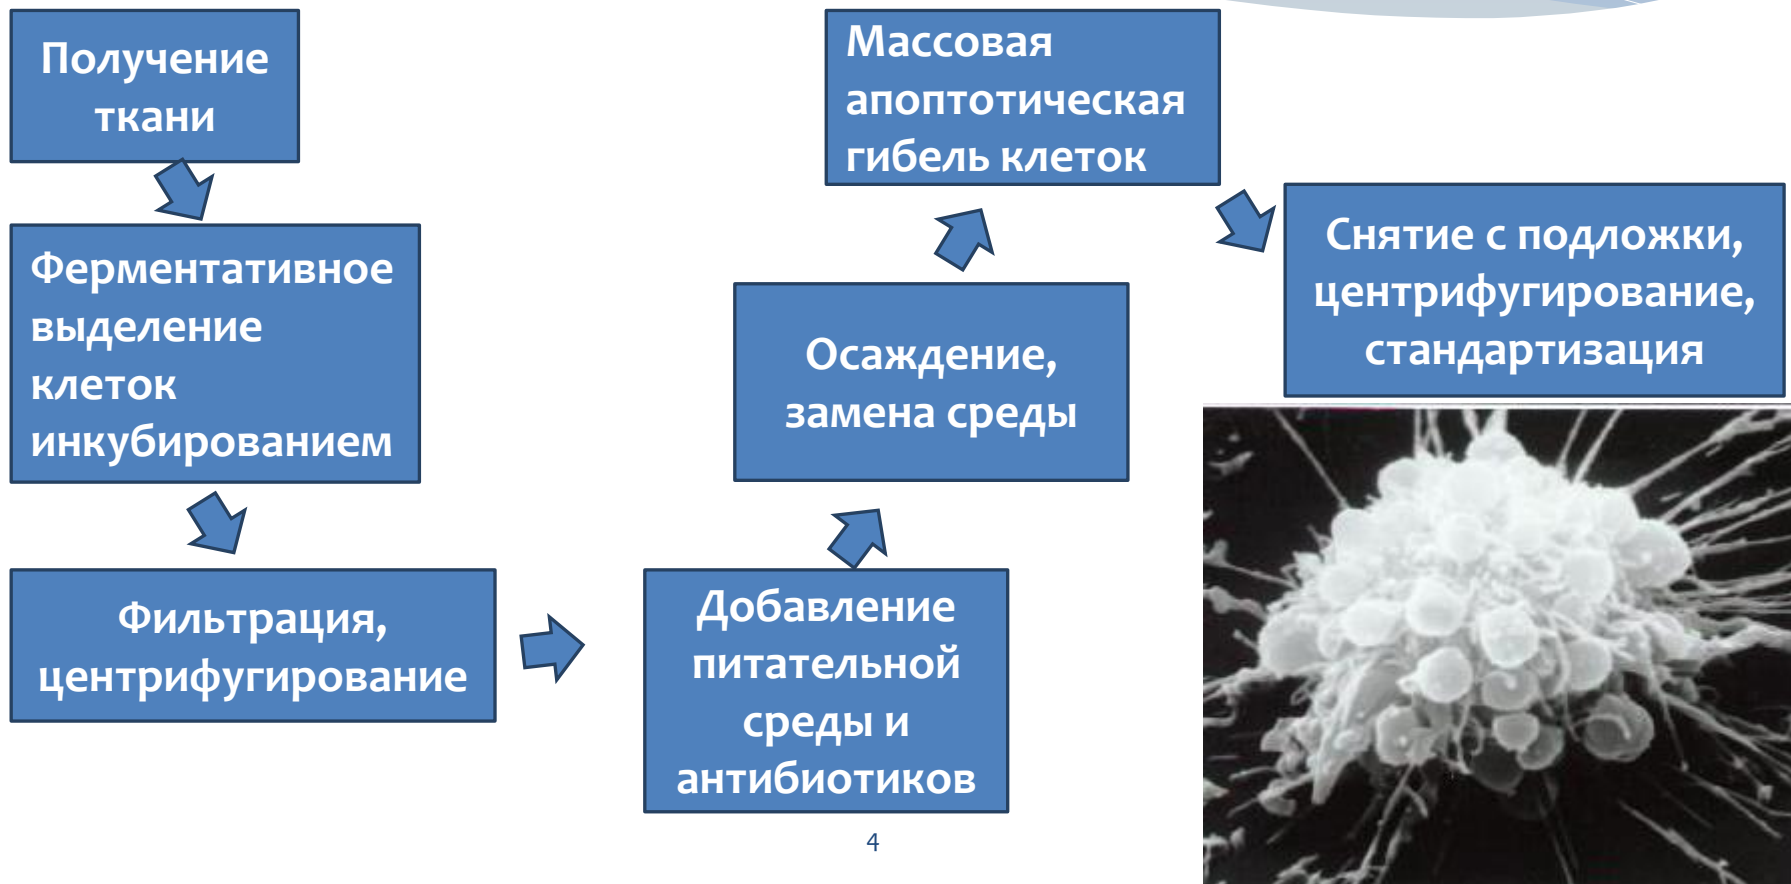 Получение
ткани
Ферментативное
выделение
клеток
инкубированием
Фильтрация,
центрифугирование
Добавление
питательной
среды и
антибиотиков
Осаждение,
замена среды
Массовая
апоптотическая
гибель клеток
Снятие с подложки,
центрифугирование,
стандартизация
4